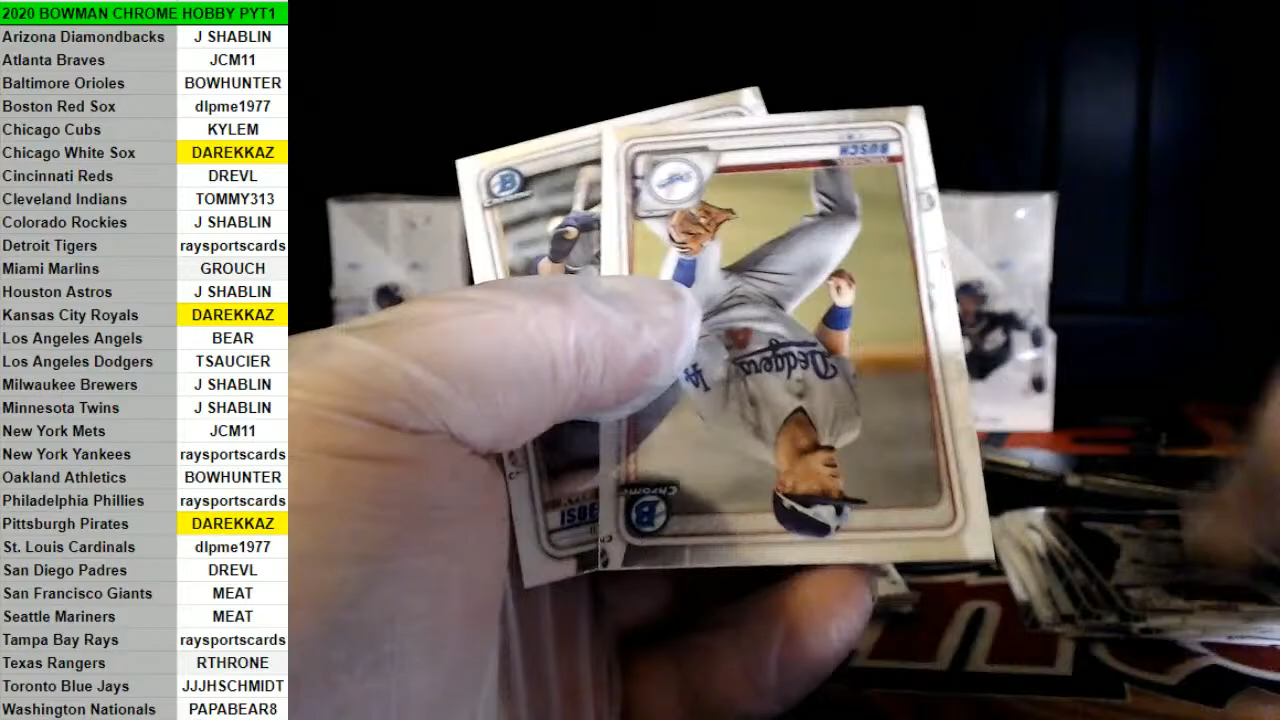 2020 BOWMAN CHROME HOBBY PYT1
Arizona Diamondbacks J SHABLIN
Atlanta Braves JCM11
Baltimore Orioles BOWHUNTER
Boston Red Sox dlpme1977
Chicago Cubs KYLEM
Chicago White Sox DAREKKAZ
Cincinnati Reds DREVL
Cleveland Indians TOMMY313
Colorado Rockies J SHABLIN
Detroit Tigers raysportscards
Miami Marlins GROUCH
Houston Astros J SHABLIN
Kansas City Royals DAREKKAZ
Los Angeles Angels BEAR
Los Angeles Dodgers TSAUCIER
Milwaukee Brewers J SHABLIN
Minnesota Twins J SHABLIN
New York Mets JCM11
New York Yankees raysportscards
Oakland Athletics BOWHUNTER
Philadelphia Phillies raysportscards
Pittsburgh Pirates DAREKKAZ
St. Louis Cardinals dlpme1977
San Diego Padres DREVL
San Francisco Giants MEAT
Seattle Mariners MEAT
Tampa Bay Rays raysportscards
Texas Rangers RTHRONE
Toronto Blue Jays JJJHSCHMIDT
Washington Nationals PAPABEAR8
BUSCH
Dodgers
LA
Chrome
B
B